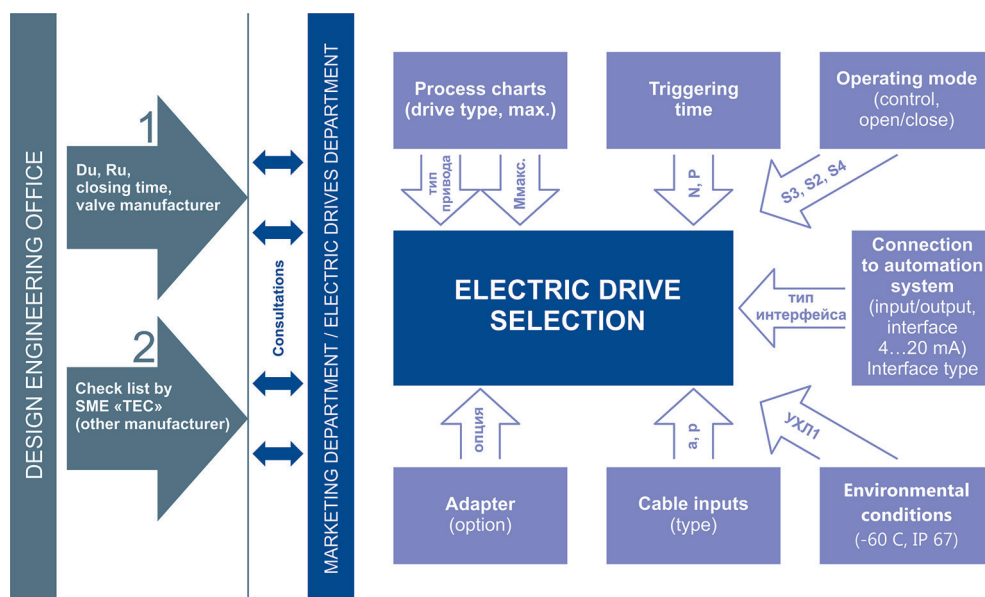 DESIGN ENGINEERING OFFICE
1
Du, Ru,
closing time,
valve manufacturer
2
Check list by
SME «TEC»
(other manufacturer)
Consultations
MARKETING DEPARTMENT / ELECTRIC DRIVES DEPARTMENT
Process charts
(drive type, max.)
Triggering
time
Operating mode
(control,
open/close)
тип
привода
Ммакс.
N, P
S3, S2, S4
ELECTRIC DRIVE
SELECTION
тип
интерфейса
Connection
to automation
system
(input/output,
interface
4...20 mA)
Interface type
опция
a, p
УХЛ1
Adapter
(option)
Cable inputs
(type)
Environmental
conditions
(-60 C, IP 67)